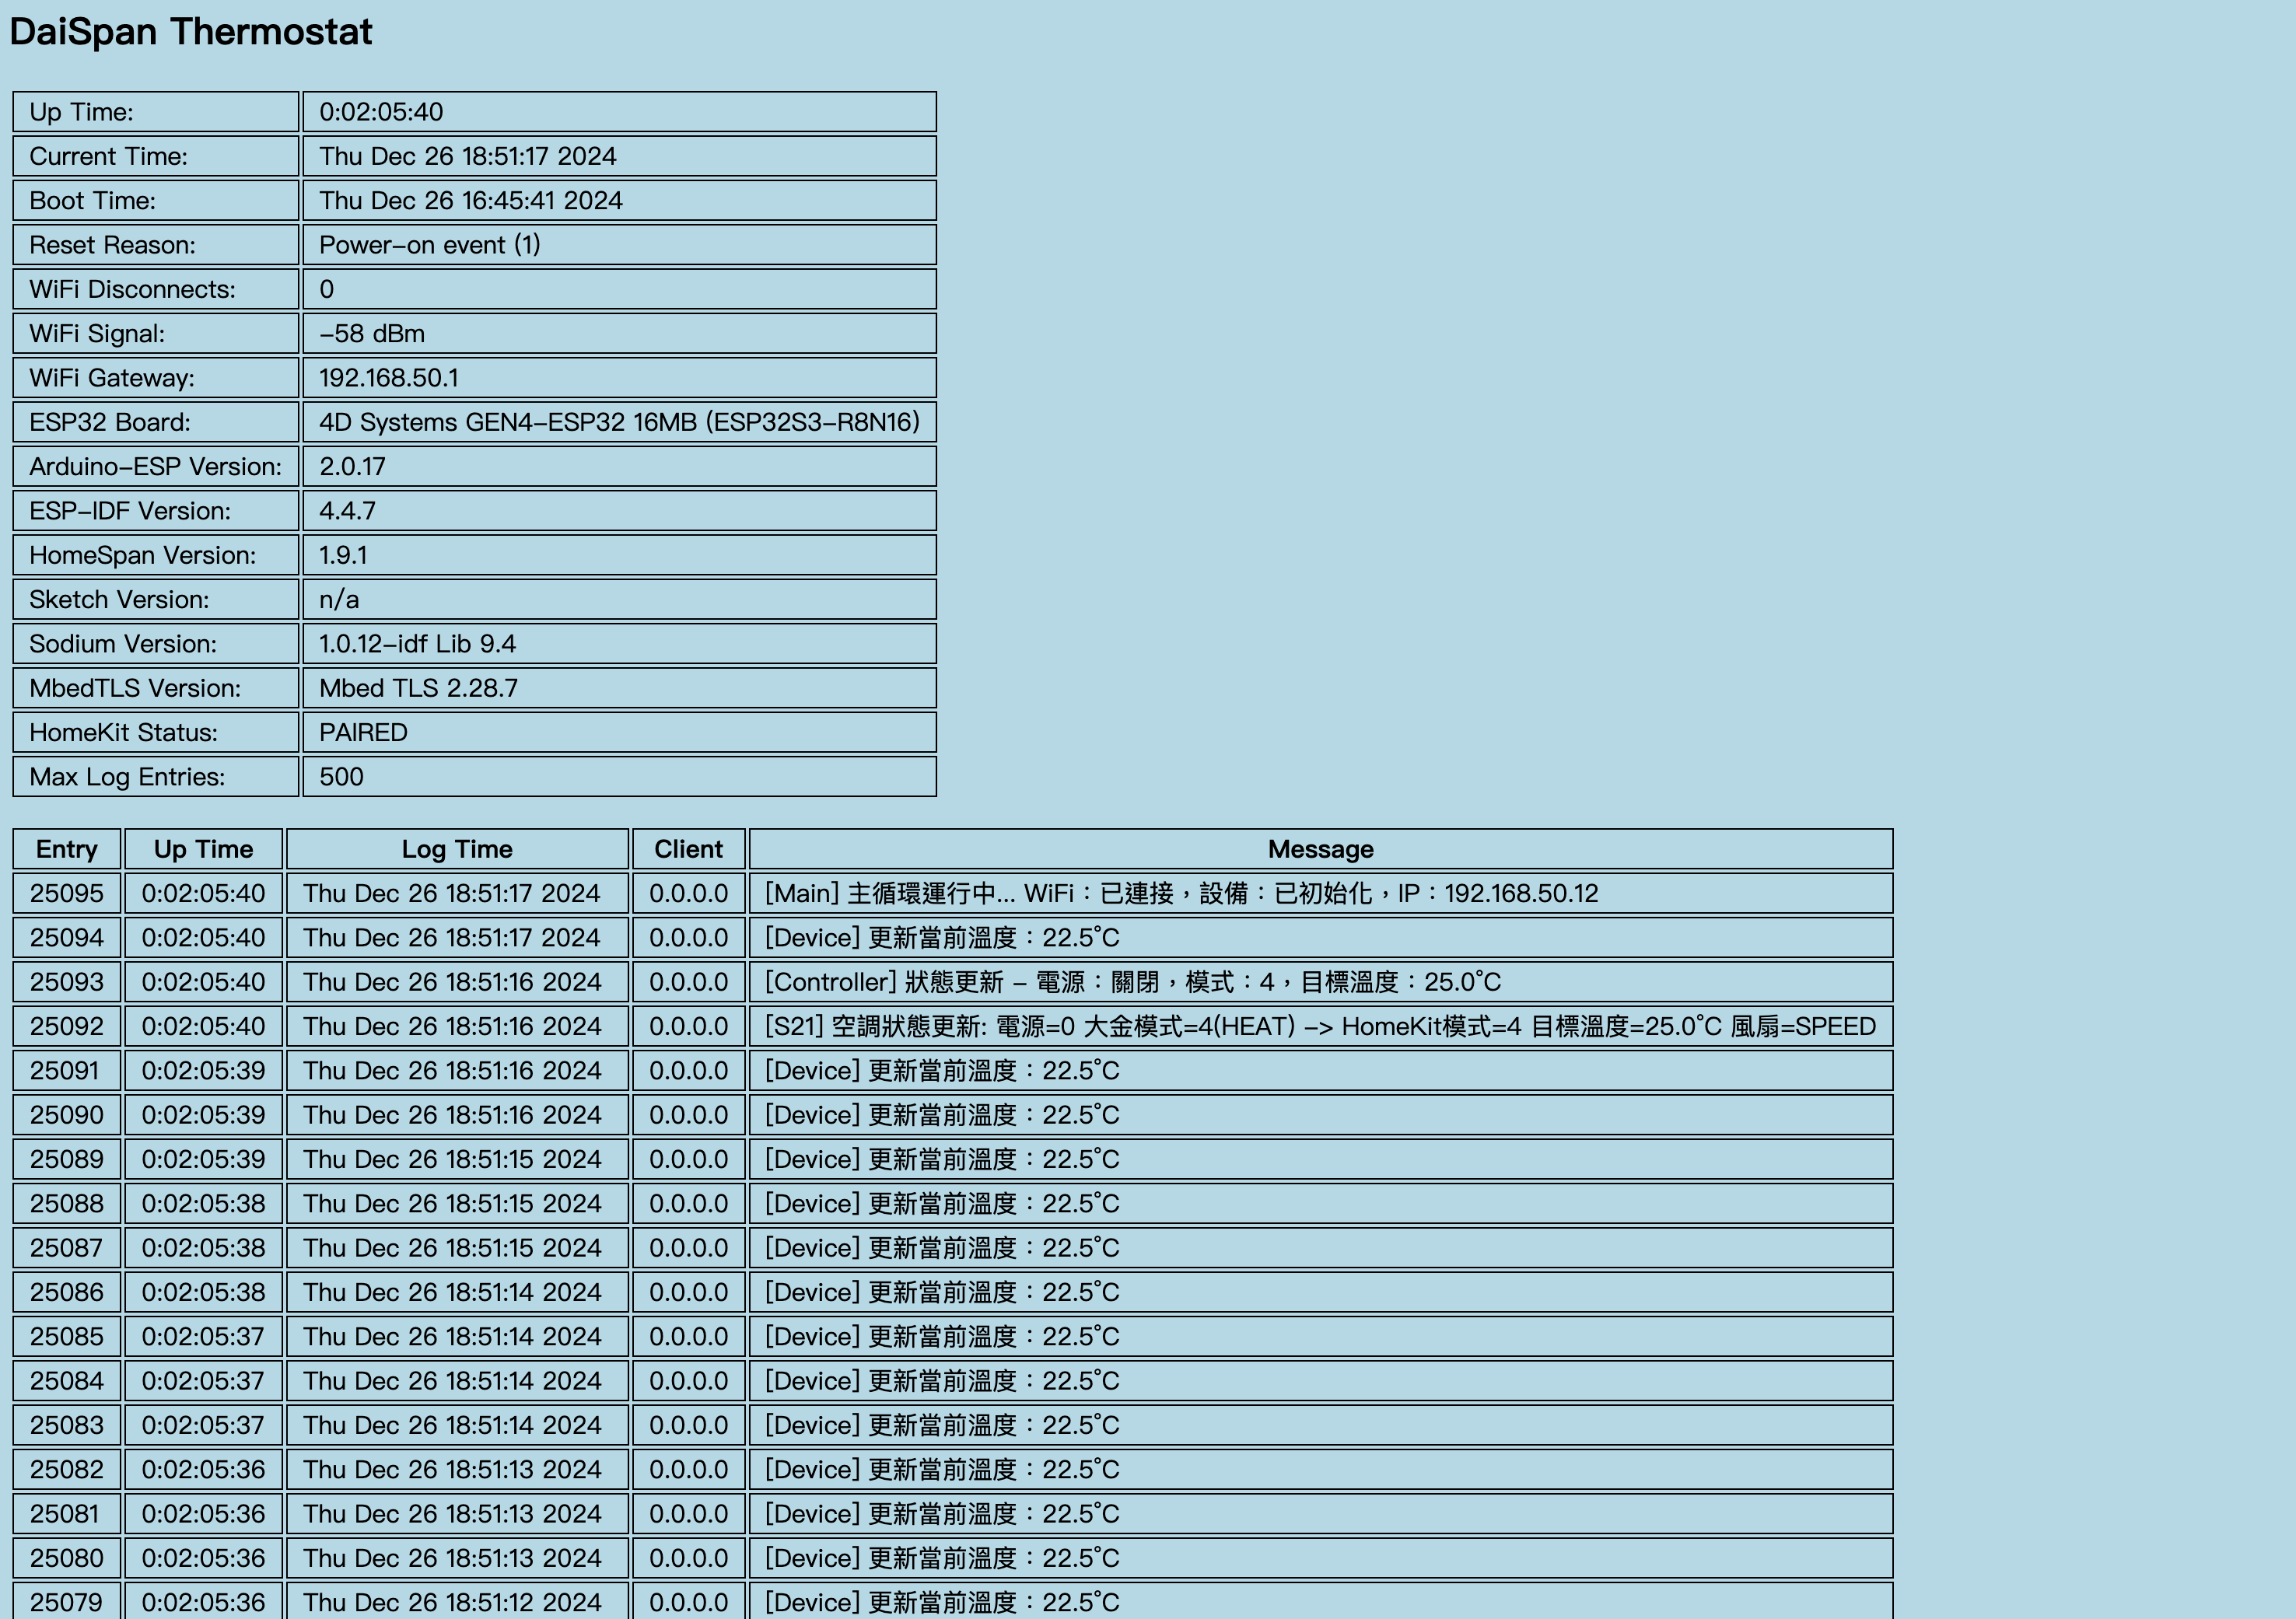 DaiSpan Thermostat
Up Time: 0:02:05:40
Current Time: Thu Dec 26 18:51:17 2024
Boot Time: Thu Dec 26 16:45:41 2024
Reset Reason: Power-on event (1)
WiFi Disconnects: 0
WiFi Signal: -58 dBm
WiFi Gateway: 192.168.50.1
ESP32 Board: 4D Systems GEN4-ESP32 16MB (ESP32S3-R8N16)
Arduino-ESP Version: 2.0.17
ESP-IDF Version: 4.4.7
HomeSpan Version: 1.9.1
Sketch Version: n/a
Sodium Version: 1.0.12-idf Lib 9.4
MbedTLS Version: Mbed TLS 2.28.7
HomeKit Status: PAIRED
Max Log Entries: 500
Entry Up Time Log Time Client Message
25095 0:02:05:40 Thu Dec 26 18:51:17 2024 0.0.0.0 [Main] 主循環運行中... WiFi：已連接，設備：已初始化，IP：192.168.50.12
25094 0:02:05:40 Thu Dec 26 18:51:17 2024 0.0.0.0 [Device] 更新當前溫度：22.5°C
25093 0:02:05:40 Thu Dec 26 18:51:16 2024 0.0.0.0 [Controller] 狀態更新 - 電源：關閉，模式：4，目標溫度：25.0°C
25092 0:02:05:40 Thu Dec 26 18:51:16 2024 0.0.0.0 [S21] 空調狀態更新: 電源=0 大金模式=4(HEAT) -> HomeKit模式=4 目標溫度=25.0°C 風扇=SPEED
25091 0:02:05:39 Thu Dec 26 18:51:16 2024 0.0.0.0 [Device] 更新當前溫度：22.5°C
25090 0:02:05:39 Thu Dec 26 18:51:16 2024 0.0.0.0 [Device] 更新當前溫度：22.5°C
25089 0:02:05:39 Thu Dec 26 18:51:15 2024 0.0.0.0 [Device] 更新當前溫度：22.5°C
25088 0:02:05:38 Thu Dec 26 18:51:15 2024 0.0.0.0 [Device] 更新當前溫度：22.5°C
25087 0:02:05:38 Thu Dec 26 18:51:15 2024 0.0.0.0 [Device] 更新當前溫度：22.5°C
25086 0:02:05:38 Thu Dec 26 18:51:14 2024 0.0.0.0 [Device] 更新當前溫度：22.5°C
25085 0:02:05:37 Thu Dec 26 18:51:14 2024 0.0.0.0 [Device] 更新當前溫度：22.5°C
25084 0:02:05:37 Thu Dec 26 18:51:14 2024 0.0.0.0 [Device] 更新當前溫度：22.5°C
25083 0:02:05:37 Thu Dec 26 18:51:14 2024 0.0.0.0 [Device] 更新當前溫度：22.5°C
25082 0:02:05:36 Thu Dec 26 18:51:13 2024 0.0.0.0 [Device] 更新當前溫度：22.5°C
25081 0:02:05:36 Thu Dec 26 18:51:13 2024 0.0.0.0 [Device] 更新當前溫度：22.5°C
25080 0:02:05:36 Thu Dec 26 18:51:13 2024 0.0.0.0 [Device] 更新當前溫度：22.5°C
25079 0:02:05:36 Thu Dec 26 18:51:12 2024 0.0.0.0 [Device] 更新當前溫度：22.5°C